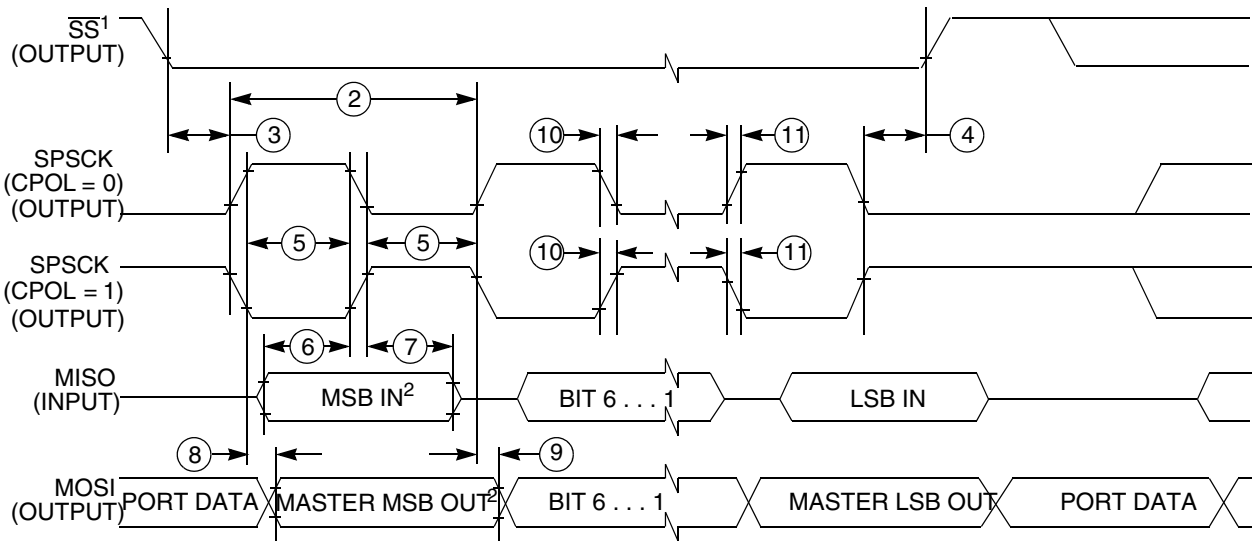 SS1
(OUTPUT)
2
3
10
11
4
SPSCK
(CPOL = 0)
(OUTPUT)
5
5
10
11
SPSCK
(CPOL = 1)
(OUTPUT)
6
7
MISO
(INPUT)
MSB IN2
BIT 6 . . . 1
LSB IN
8
9
MOSI
(OUTPUT)
PORT DATA
MASTER MSB OUT2
BIT 6 . . . 1
MASTER LSB OUT
PORT DATA